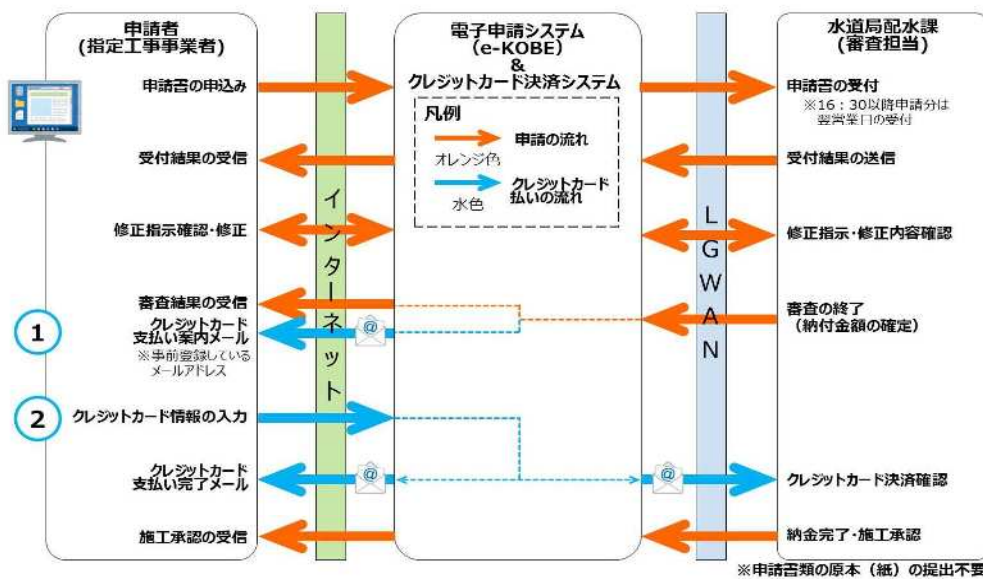 申請者
(指定工事事業者)
電子申請システム
(e-KOBE)
&
クレジットカード決済システム
水道局配水課
(審査担当)
申請書の申込み
申請書の受付
※16：30以降申請分は
翌営業日の受付
凡例
申請の流れ
オレンジ色
クレジットカード
払いの流れ
水色
受付結果の受信
受付結果の送信
インターネット
LGWAN
修正指示確認・修正
修正指示・修正内容確認
審査結果の受信
審査の終了
(納付金額の確定)
1
クレジットカード
支払い案内メール
※事前登録している
メールアドレス
@
2
クレジットカード情報の入力
クレジットカード
支払い完了メール
@
@
クレジットカード決済確認
施工承認の受信
納金完了・施工承認
※申請書類の原本（紙）の提出不要